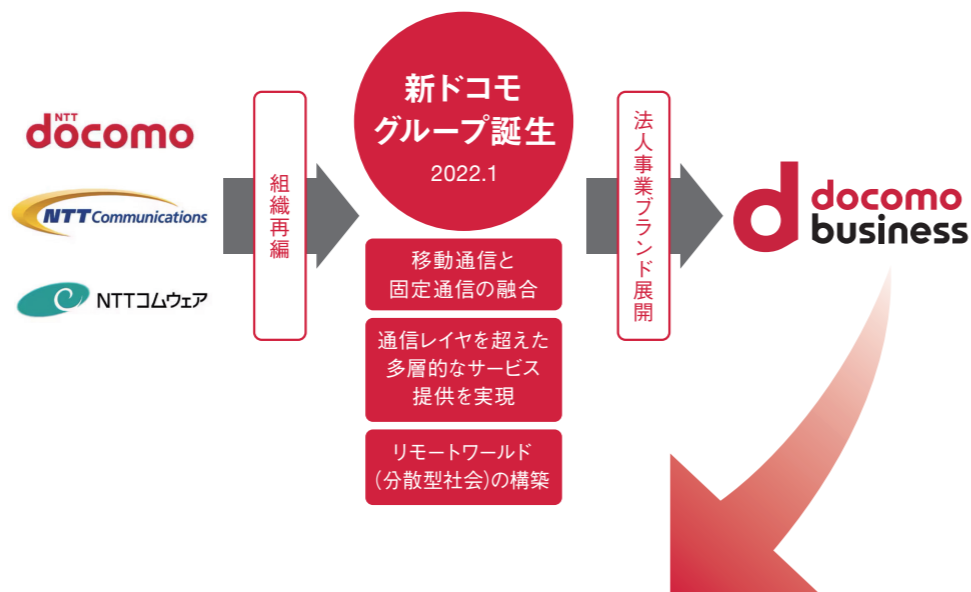 NTT
docomo
NTT Communications
NTTコムウェア
組織再編
新ドコモ
グループ誕生
2022.1
移動通信と
固定通信の融合
通信レイヤを超えた
多層的なサービス
提供を実現
リモートワールド
(分散型社会)の構築
法人事業ブランド展開
d docomo
business